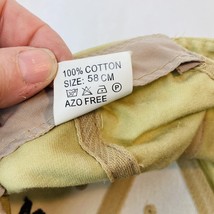 100% COTTON
SIZE: 58 CM
AZO FREE P